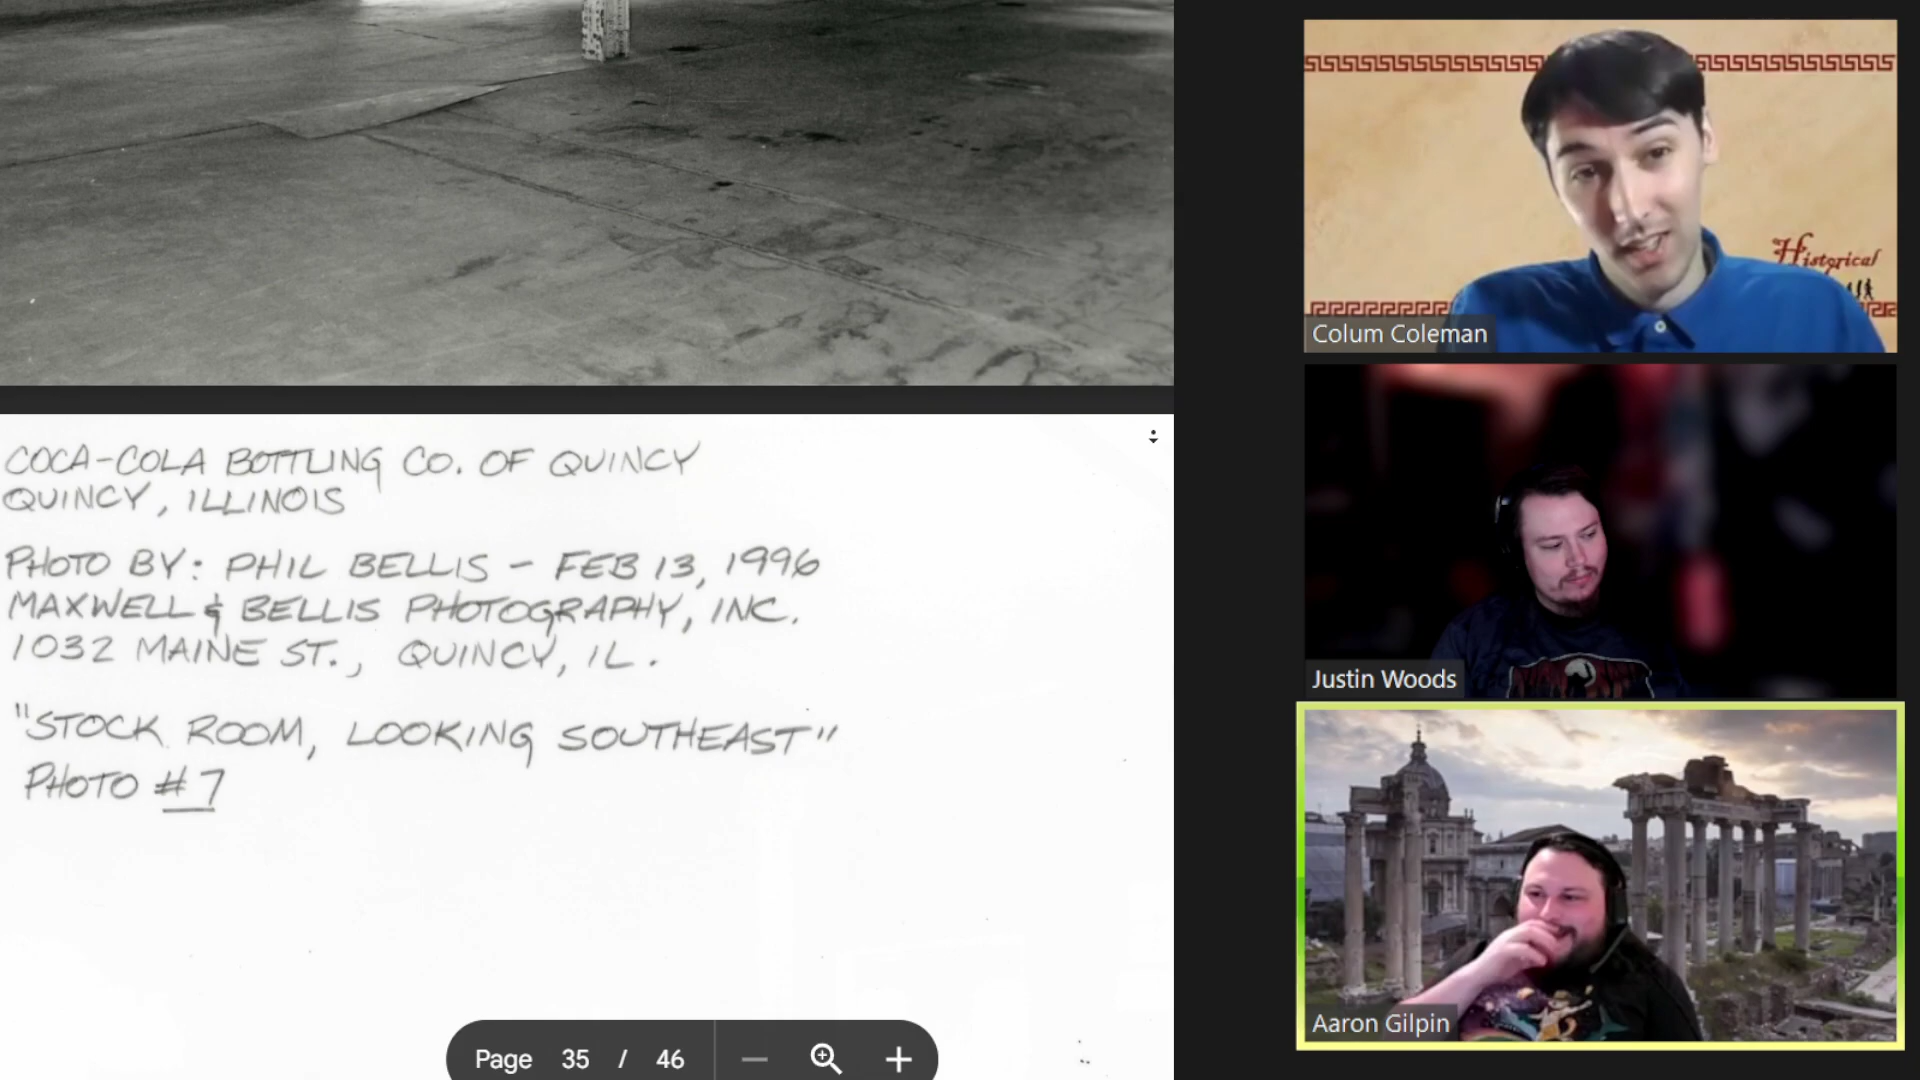 COCA-COLA BOTTLING CO. OF QUINCY
QUINCY, ILLINOIS
PHOTO BY: PHIL BELLIS - FEB 13, 1996
MAXWELL & BELLIS PHOTOGRAPHY, INC.
1032 MAINE ST., QUINCY, IL.
"STOCK ROOM, LOOKING SOUTHEAST"
PHOTO #7
Page 35 / 46
Historical
Colum Coleman
Justin Woods
Aaron Gilpin